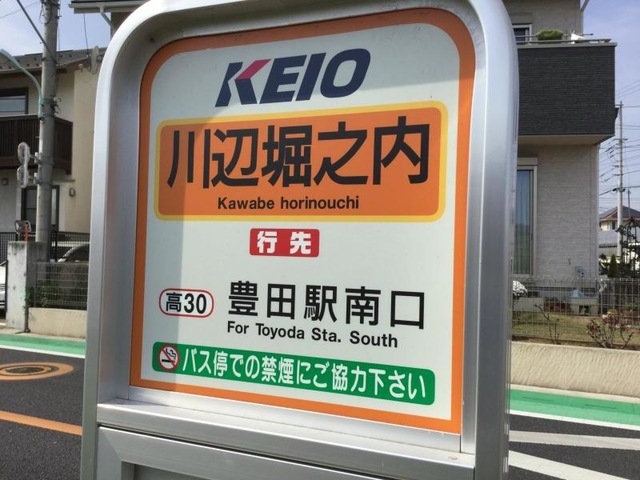 KEIO
川辺堀之内
Kawabe horinouchi
行先
高30
豊田駅南口
For Toyoda Sta. South
バス停での禁煙にご協力下さい